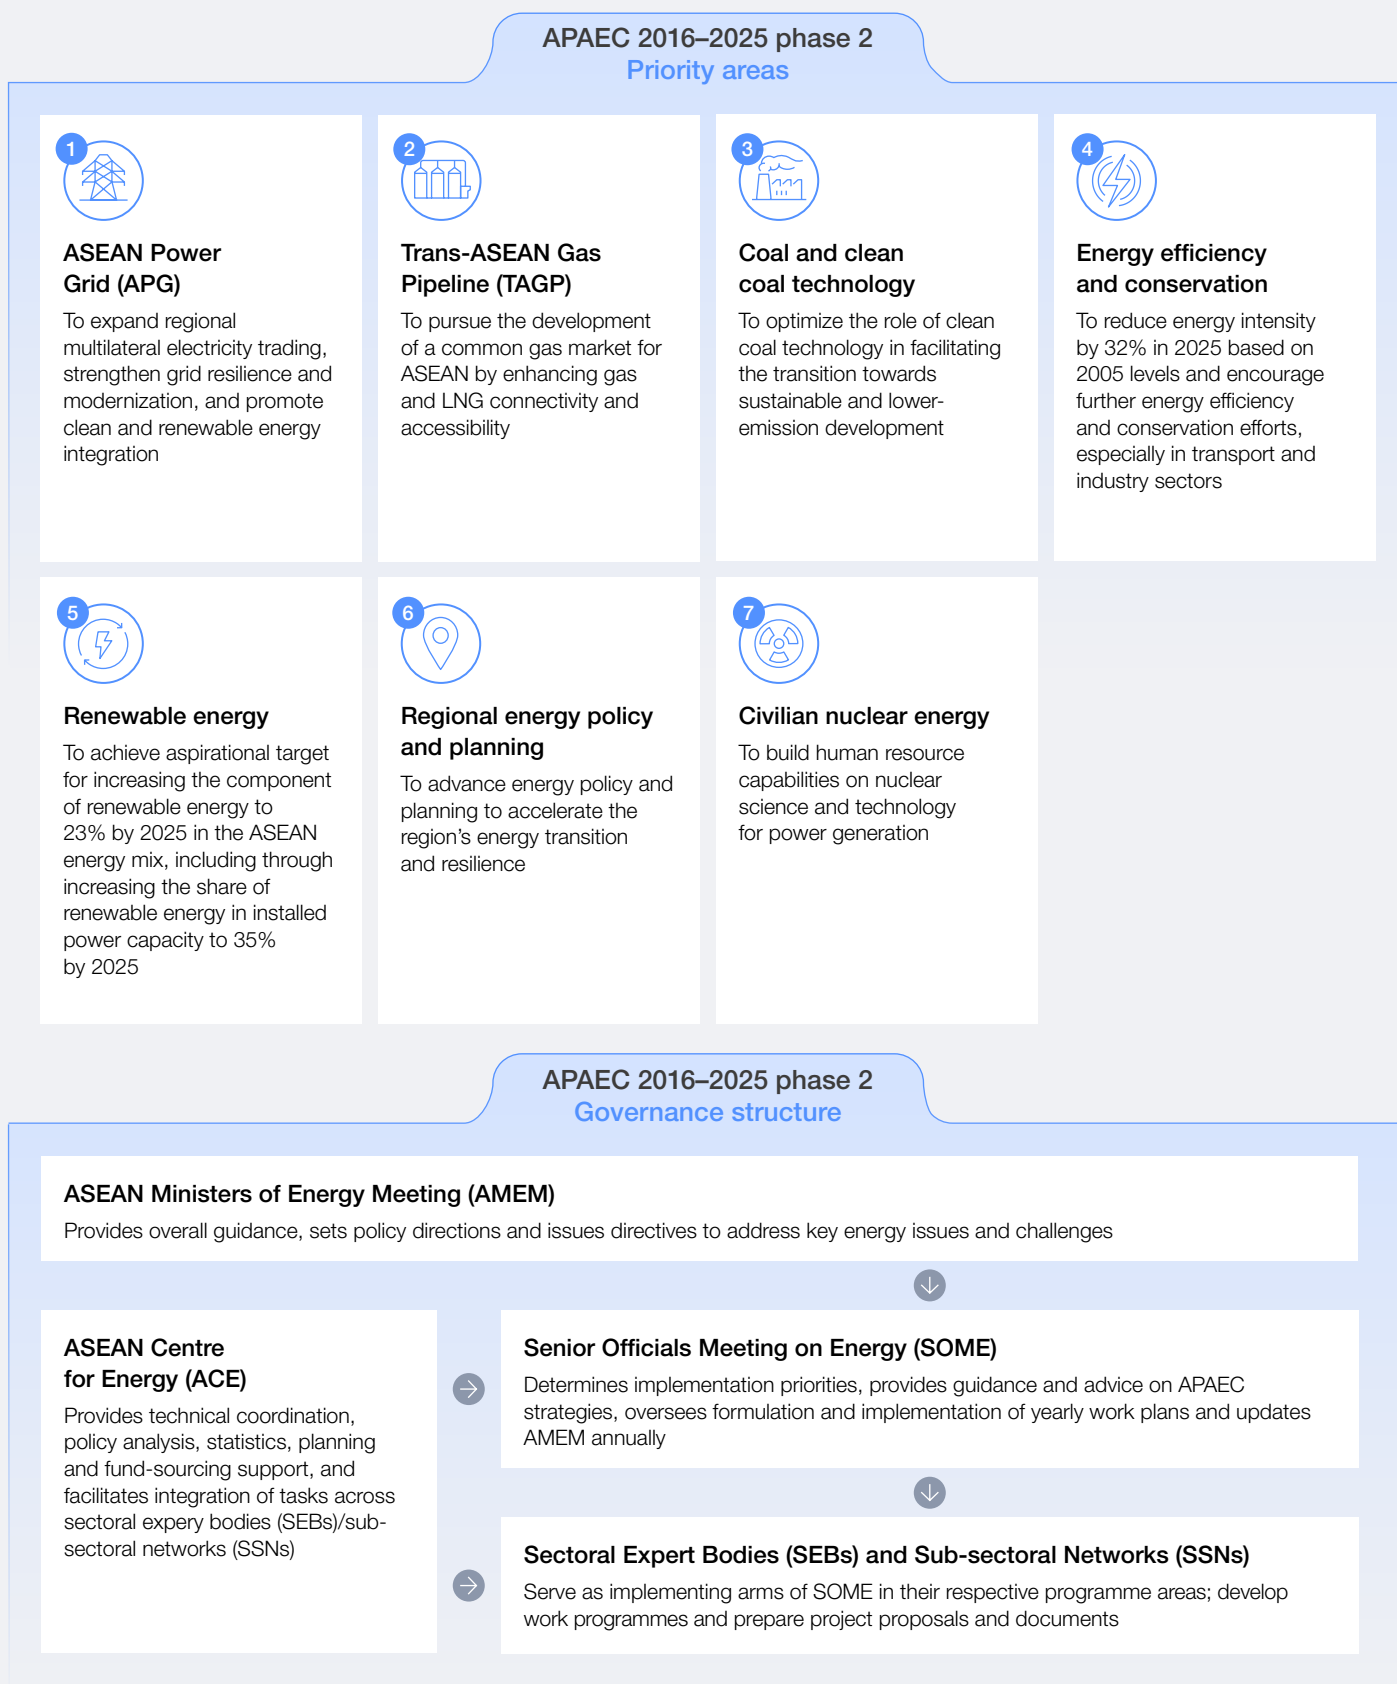 APAEC 2016–2025 phase 2
Priority areas
1
ASEAN Power
Grid (APG)
To expand regional
multilateral electricity trading,
strengthen grid resilience and
modernization, and promote
clean and renewable energy
integration
2
Trans-ASEAN Gas
Pipeline (TAGP)
To pursue the development
of a common gas market for
ASEAN by enhancing gas
and LNG connectivity and
accessibility
3
Coal and clean
coal technology
To optimize the role of clean
coal technology in facilitating
the transition towards
sustainable and lower-
emission development
4
Energy efficiency
and conservation
To reduce energy intensity
by 32% in 2025 based on
2005 levels and encourage
further energy efficiency
and conservation efforts,
especially in transport and
industry sectors
5
Renewable energy
To achieve aspirational target
for increasing the component
of renewable energy to
23% by 2025 in the ASEAN
energy mix, including through
increasing the share of
renewable energy in installed
power capacity to 35%
by 2025
6
Regional energy policy
and planning
To advance energy policy and
planning to accelerate the
region’s energy transition
and resilience
7
Civilian nuclear energy
To build human resource
capabilities on nuclear
science and technology
for power generation
APAEC 2016–2025 phase 2
Governance structure
ASEAN Ministers of Energy Meeting (AMEM)
Provides overall guidance, sets policy directions and issues directives to address key energy issues and challenges
ASEAN Centre
for Energy (ACE)
Provides technical coordination,
policy analysis, statistics, planning
and fund-sourcing support, and
facilitates integration of tasks across
sectoral expery bodies (SEBs)/sub-
sectoral networks (SSNs)
Senior Officials Meeting on Energy (SOME)
Determines implementation priorities, provides guidance and advice on APAEC
strategies, oversees formulation and implementation of yearly work plans and updates
AMEM annually
Sectoral Expert Bodies (SEBs) and Sub-sectoral Networks (SSNs)
Serve as implementing arms of SOME in their respective programme areas; develop
work programmes and prepare project proposals and documents